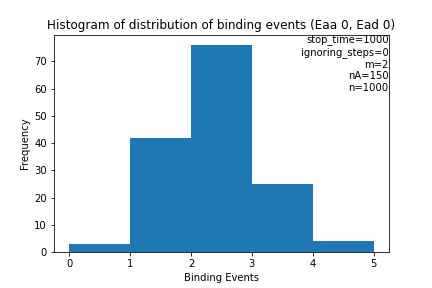 Histogram of distribution of binding events (Eaa 0, Ead 0)
stop_time=1000
ignoring_steps=0
m=2
nA=150
n=1000
70
60
50
40
30
20
10
0
Frequency
0 1 2 3 4 5
Binding Events